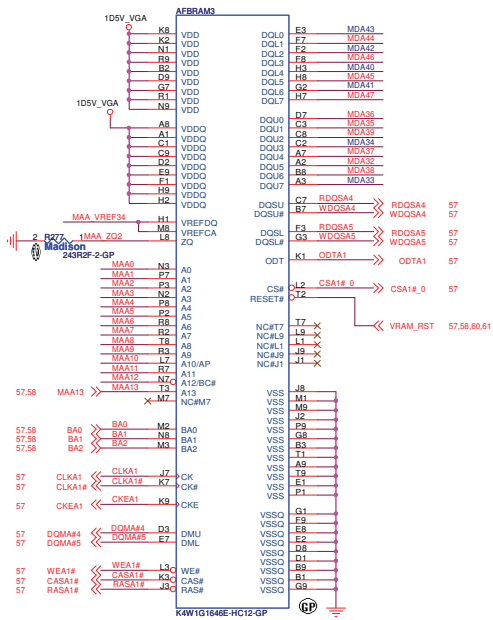 AFBRAM3
1D5V_VGA
K8 VDD
K2 VDD
N1 VDD
R9 VDD
B2 VDD
D9 VDD
G7 VDD
R1 VDD
N9 VDD
1D5V_VGA
A8 VDDQ
A1 VDDQ
C1 VDDQ
C9 VDDQ
D2 VDDQ
E9 VDDQ
F1 VDDQ
H9 VDDQ
H2 VDDQ
MAA_VREF34 H1 VREFDQ
M8 VREFCA
2 R277 1 MAA_ZQ2 L8 ZQ
Madison
243R2F-2-GP
MAA0 N3 A0
MAA1 P7 A1
MAA2 P3 A2
MAA3 N2 A3
MAA4 P8 A4
MAA5 P2 A5
MAA6 R8 A6
MAA7 R2 A7
MAA8 T8 A8
MAA9 R3 A9
MAA10 L7 A10/AP
MAA11 R7 A11
MAA12 N7 A12/BC#
57,58 MAA13 MAA13 T3 A13
M7 NC#M7
57,58 BA0 BA0 M2 BA0
57,58 BA1 BA1 N8 BA1
57,58 BA2 BA2 M3 BA2
57 CLKA1 CLKA1 J7 CK
57 CLKA1# CLKA1# K7 CK#
57 CKEA1 CKEA1 K9 CKE
57 DQMA#4 DQMA#4 D3 DMU
57 DQMA#5 DQMA#5 E7 DML
57 WEA1# WEA1# L3 WE#
57 CASA1# CASA1# K3 CAS#
57 RASA1# RASA1# J3 RAS#
DQL0 E3 MDA43
DQL1 F7 MDA44
DQL2 F2 MDA42
DQL3 F8 MDA46
DQL4 H3 MDA40
DQL5 H8 MDA45
DQL6 G2 MDA41
DQL7 H7 MDA47
DQU0 D7 MDA36
DQU1 C3 MDA35
DQU2 C8 MDA39
DQU3 C2 MDA34
DQU4 A7 MDA37
DQU5 A2 MDA32
DQU6 B8 MDA38
DQU7 A3 MDA33
DQSU C7 RDQSA4 RDQSA4 57
DQSU# B7 WDQSA4 WDQSA4 57
DQSL F3 RDQSA5 RDQSA5 57
DQSL# G3 WDQSA5 WDQSA5 57
ODT K1 ODTA1 ODTA1 57
CS# L2 CSA1#_0 CSA1#_0 57
RESET# T2
VRAM_RST 57,58,60,61
NC#T7 T7
NC#L9 L9
NC#L1 L1
NC#J9 J9
NC#J1 J1
VSS J8
VSS M1
VSS M9
VSS J2
VSS P9
VSS G8
VSS B3
VSS T1
VSS A9
VSS T9
VSS E1
VSS P1
VSSQ G1
VSSQ F9
VSSQ E8
VSSQ E2
VSSQ D8
VSSQ D1
VSSQ B9
VSSQ B1
VSSQ G9
K4W1G1646E-HC12-GP
GP